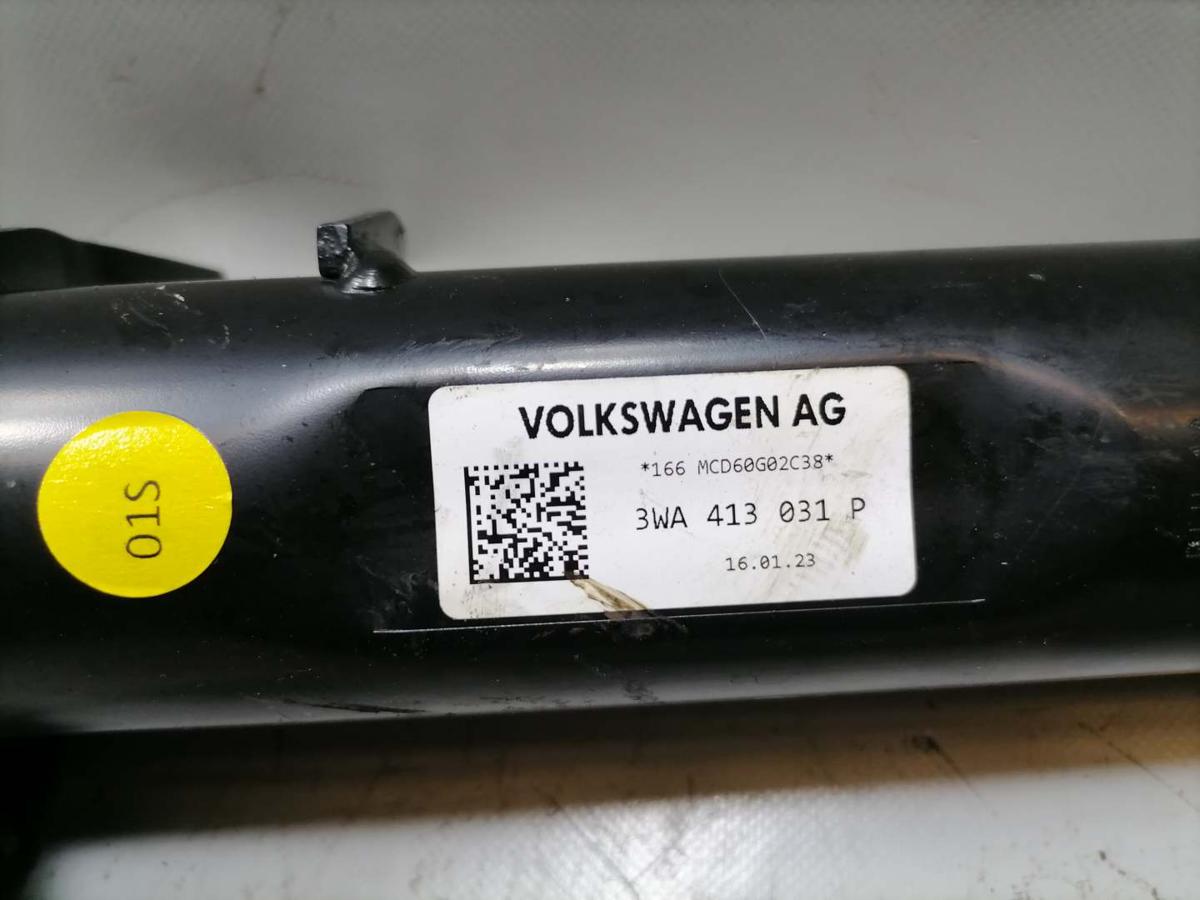 VOLKSWAGEN AG
*166 MCD60G02C38*
3WA 413 031 P
16.01.23
01S